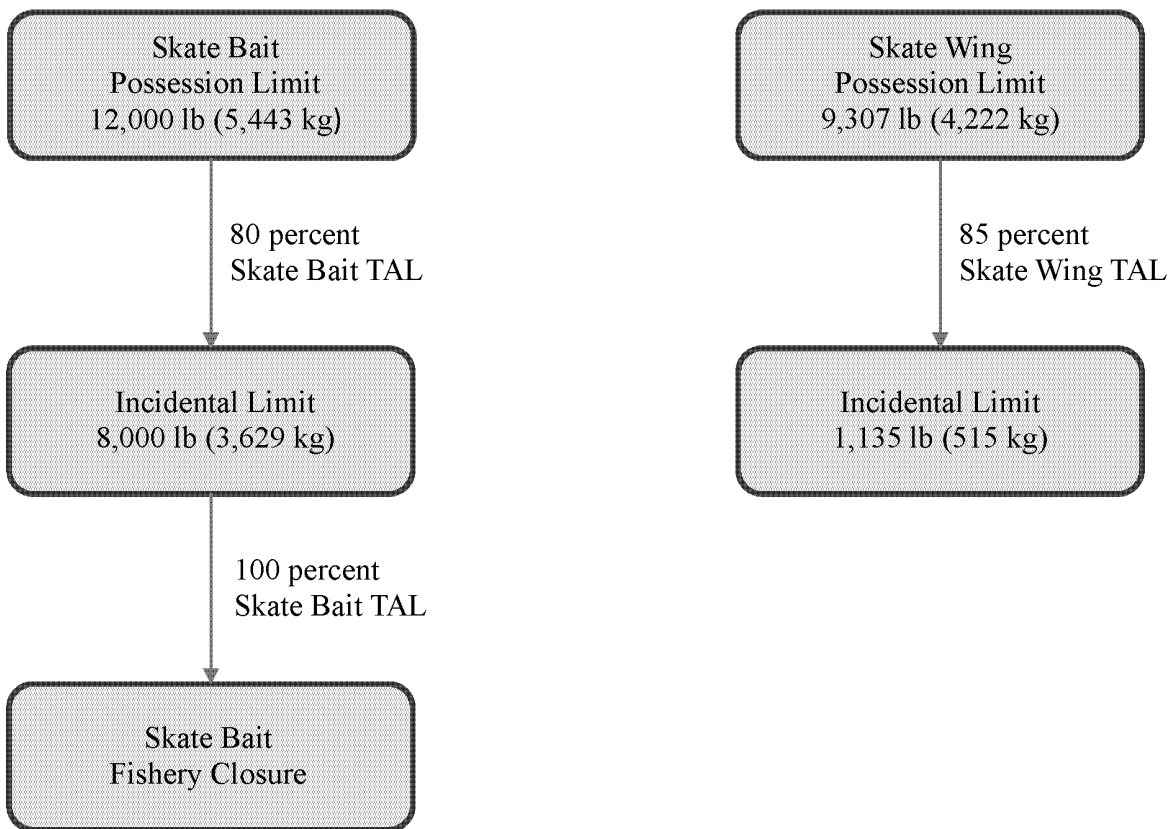 Skate Bait
Possession Limit
12,000 lb (5,443 kg)
80 percent
Skate Bait TAL
Incidental Limit
8,000 lb (3,629 kg)
100 percent
Skate Bait TAL
Skate Bait
Fishery Closure
Skate Wing
Possession Limit
9,307 lb (4,222 kg)
85 percent
Skate Wing TAL
Incidental Limit
1,135 lb (515 kg)